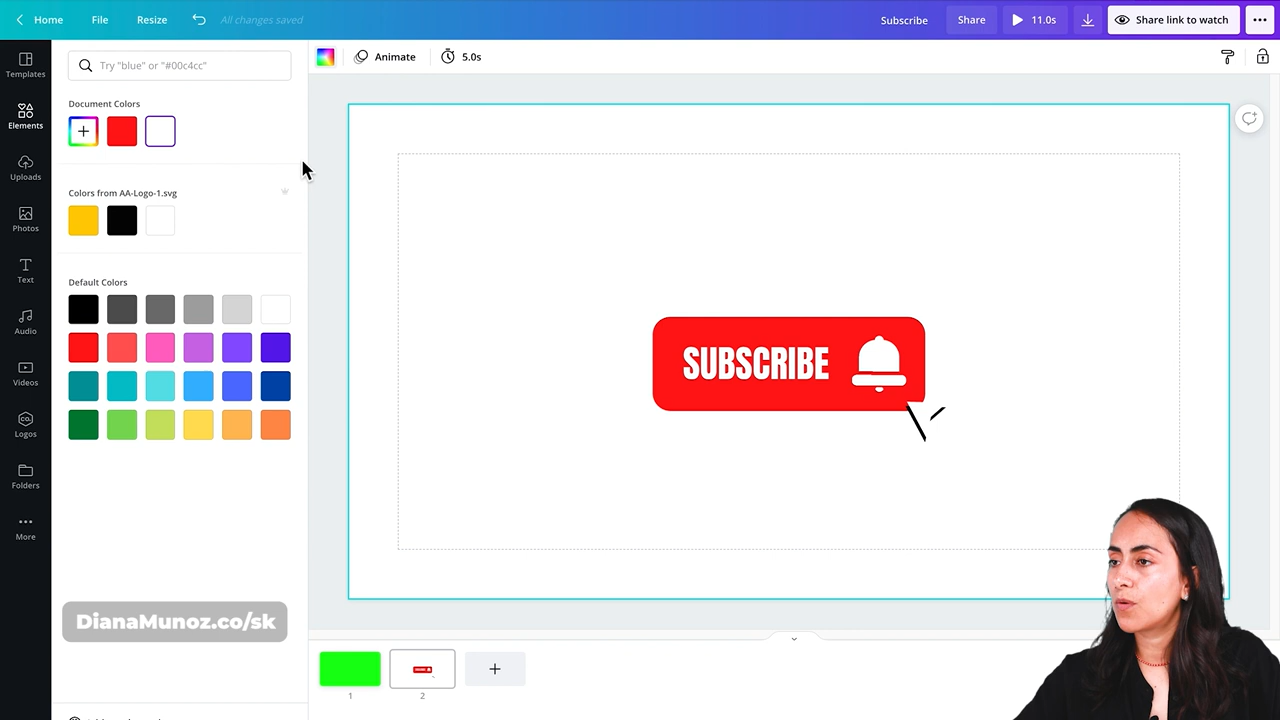 Home File Resize All changes saved Subscribe Share 11.0s Share link to watch
Templates
Elements
Uploads
Photos
Text
Audio
Videos
Logos
Folders
More
Try "blue" or "#00c4cc"
Document Colors
Colors from AA-Logo-1.svg
Default Colors
DianaMunoz.co/sk
Animate 5.0s
SUBSCRIBE
1
2